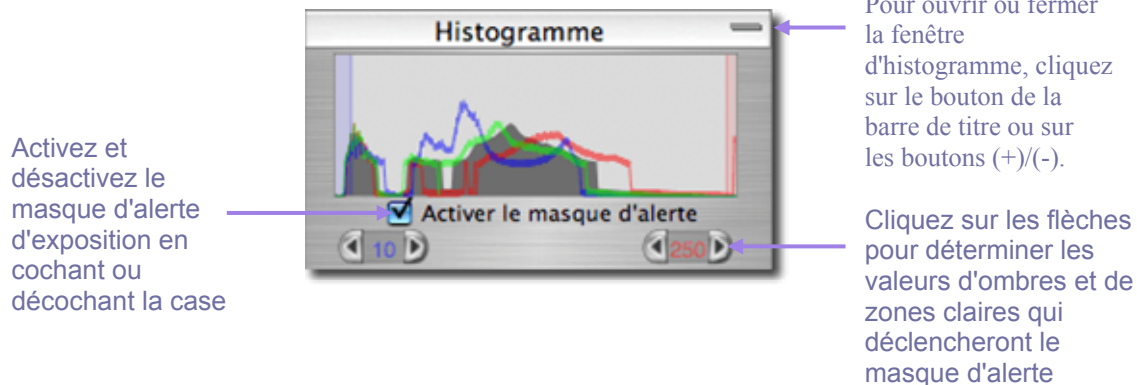 Pour ouvrir ou fermer
la fenêtre
d'histogramme, cliquez
sur le bouton de la
barre de titre ou sur
les boutons (+)/(-).
Histogramme
Activez et
désactivez le
masque d'alerte
d'exposition en
cochant ou
décochant la case
Activer le masque d'alerte
10
250
Cliquez sur les flèches
pour déterminer les
valeurs d'ombres et de
zones claires qui
déclencheront le
masque d'alerte